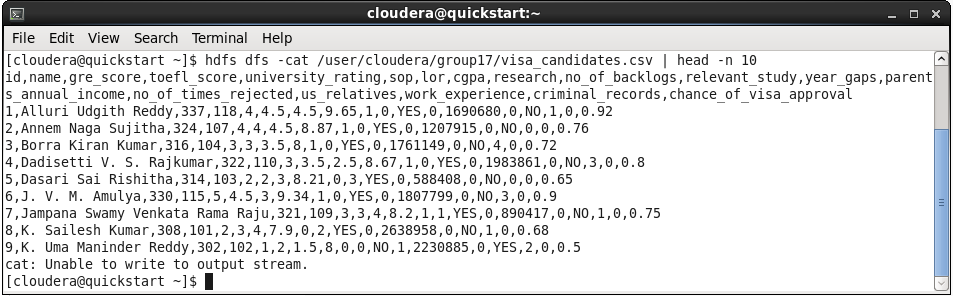 cloudera@quickstart:~
File Edit View Search Terminal Help
[cloudera@quickstart ~]$ hdfs dfs -cat /user/cloudera/group17/visa_candidates.csv | head -n 10
id,name,gre_score,toefl_score,university_rating,sop,lor,cgpa,research,no_of_backlogs,relevant_study,year_gaps,parent
s_annual_income,no_of_times_rejected,us_relatives,work_experience,criminal_records,chance_of_visa_approval
1,Alluri Udgith Reddy,337,118,4,4.5,4.5,9.65,1,0,YES,0,1690680,0,NO,1,0,0.92
2,Annem Naga Sujitha,324,107,4,4,4.5,8.87,1,0,YES,0,1207915,0,NO,0,0,0.76
3,Borra Kiran Kumar,316,104,3,3,3.5,8,1,0,YES,0,1761149,0,NO,4,0,0.72
4,Dadisetti V. S. Rajkumar,322,110,3,3.5,2.5,8.67,1,0,YES,0,1983861,0,NO,3,0,0.8
5,Dasari Sai Rishitha,314,103,2,2,3,8.21,0,3,YES,0,588408,0,NO,0,0,0.65
6,J. V. M. Amulya,330,115,5,4.5,3,9.34,1,0,YES,0,1807799,0,NO,3,0,0.9
7,Jampana Swamy Venkata Rama Raju,321,109,3,3,4,8.2,1,1,YES,0,890417,0,NO,1,0,0.75
8,K. Sailesh Kumar,308,101,2,3,4,7.9,0,2,YES,0,2638958,0,NO,1,0,0.68
9,K. Uma Maninder Reddy,302,102,1,2,1.5,8,0,0,NO,1,2230885,0,YES,2,0,0.5
cat: Unable to write to output stream.
[cloudera@quickstart ~]$